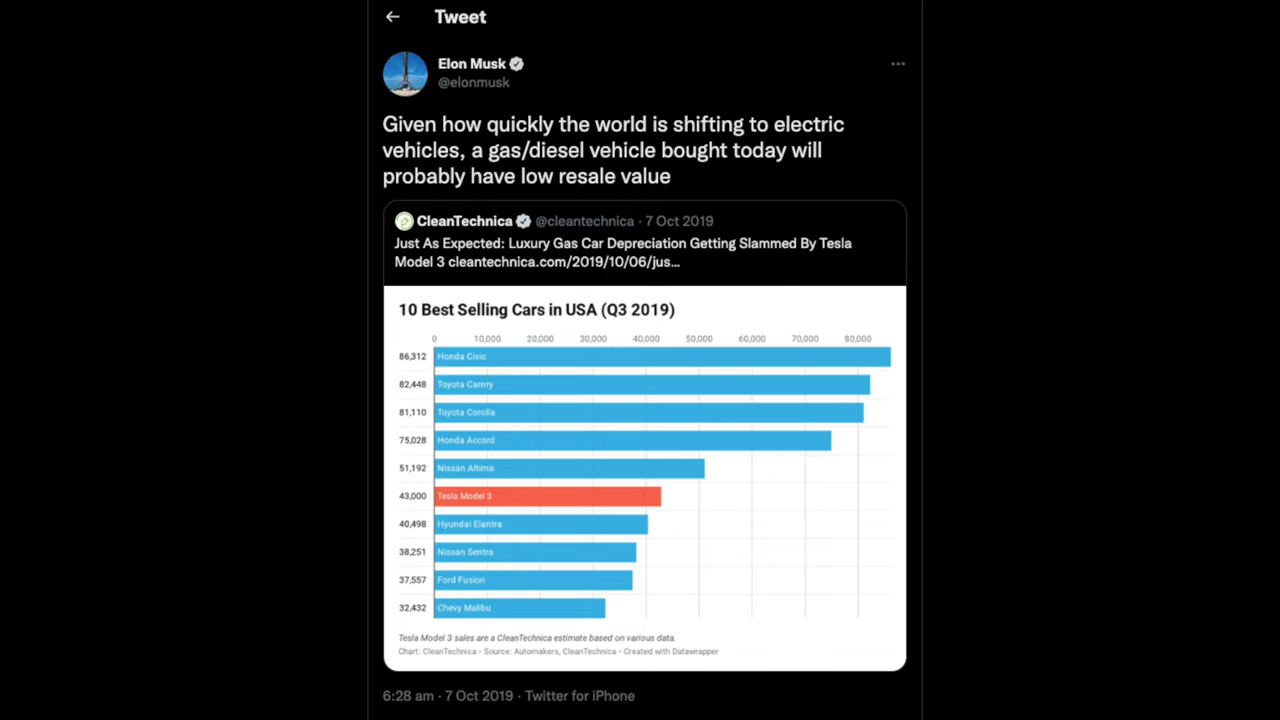 Tweet
Elon Musk
@elonmusk
Given how quickly the world is shifting to electric
vehicles, a gas/diesel vehicle bought today will
probably have low resale value
CleanTechnica @cleantechnica · 7 Oct 2019
Just As Expected: Luxury Gas Car Depreciation Getting Slammed By Tesla
Model 3 cleantechnica.com/2019/10/06/jus...
10 Best Selling Cars in USA (Q3 2019)
0 10,000 20,000 30,000 40,000 50,000 60,000 70,000 80,000
86,312 Honda Civic
82,448 Toyota Camry
81,110 Toyota Corolla
75,028 Honda Accord
51,192 Nissan Altima
43,000 Tesla Model 3
40,498 Hyundai Elantra
38,251 Nissan Sentra
37,557 Ford Fusion
32,432 Chevy Malibu
Tesla Model 3 sales are a CleanTechnica estimate based on various data.
Chart: CleanTechnica • Source: Automakers, CleanTechnica • Created with Datawrapper
6:28 am · 7 Oct 2019 · Twitter for iPhone